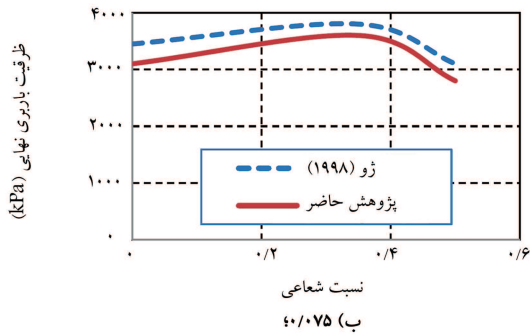 ۴۰۰۰
۳۰۰۰
۲۰۰۰
۱۰۰۰
۰
ظرفیت باربری نهایی (kPa)
ژو (۱۹۹۸)
پژوهش حاضر
۰
۰/۲
۰/۴
۰/۶
نسبت شعاعی
ب) ۰/۰۷۵؛